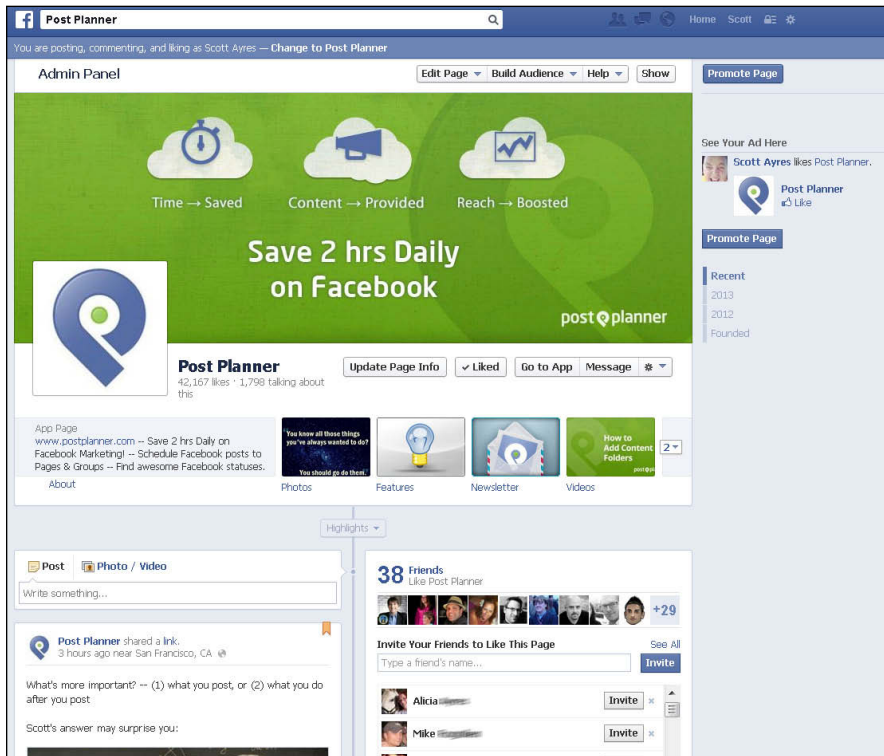 Post Planner
Home Scott
You are posting, commenting, and liking as Scott Ayres — Change to Post Planner
Admin Panel
Edit Page Build Audience Help Show
Promote Page
Time → Saved
Content → Provided
Reach → Boosted
Save 2 hrs Daily
on Facebook
post planner
See Your Ad Here
Scott Ayres likes Post Planner.
Post Planner
Like
Promote Page
Recent
2013
2012
Founded
Post Planner
42,167 likes · 1,798 talking about
this
Update Page Info
Liked
Go to App Message
App Page
www.postplanner.com -- Save 2 hrs Daily on
Facebook Marketing! -- Schedule Facebook posts to
Pages & Groups -- Find awesome Facebook statuses.
About
You know all those things
you've always wanted to do?
You should go do them.
Photos
Features
Newsletter
How to
Add Content
Folders
Videos
2
Highlights
Post Photo / Video
Write something...
Post Planner shared a link.
3 hours ago near San Francisco, CA
What's more important? -- (1) what you post, or (2) what you do
after you post
Scott's answer may surprise you:
38 Friends
Like Post Planner
+29
Invite Your Friends to Like This Page See All
Type a friend's name... Invite
Alicia Invite
Mike Invite